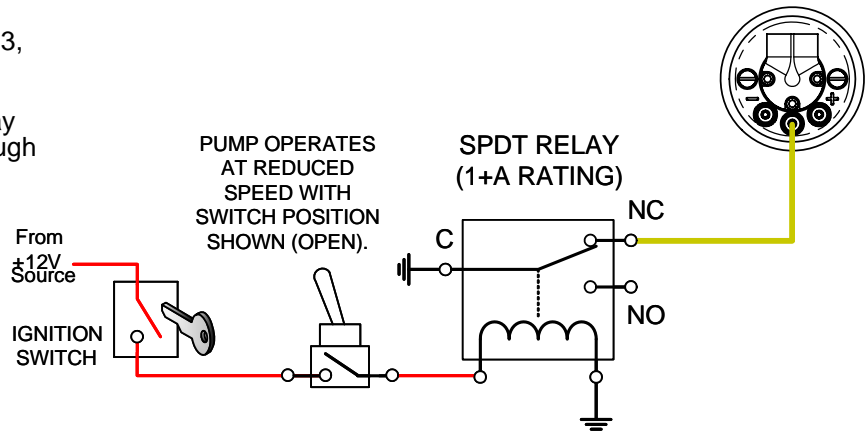 3,
ay
ugh
PUMP OPERATES
AT REDUCED
SPEED WITH
SWITCH POSITION
SHOWN (OPEN).
SPDT RELAY
(1+A RATING)
NC
C
NO
From
+12V
Source
IGNITION
SWITCH
− +